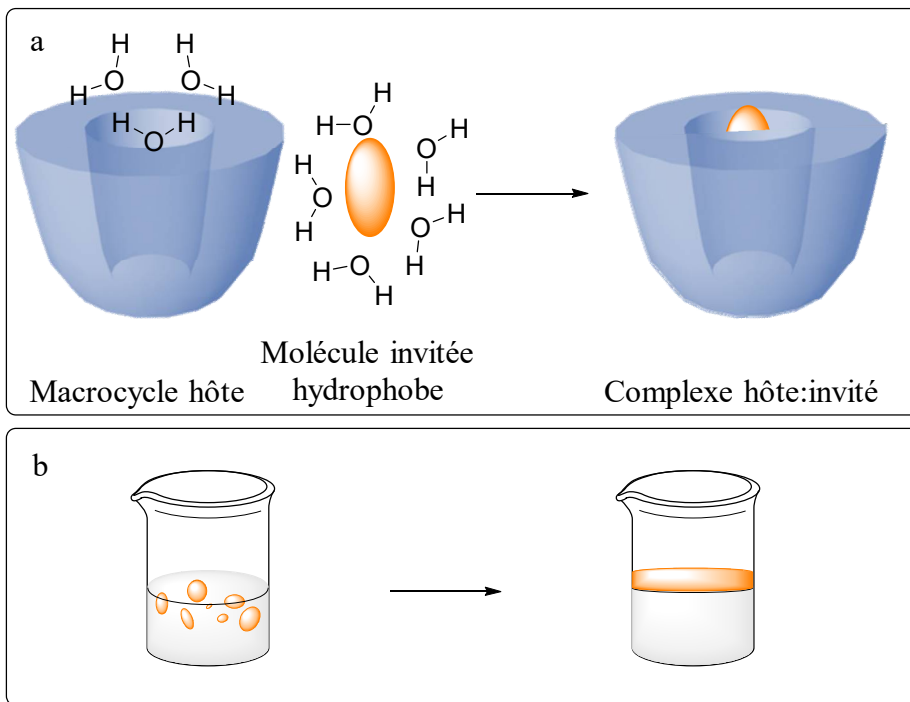 a
H H
O O
H H
H H
O
H
H O
H
O
H
H
O
H
H
O
H
H O
H
Macrocycle hôte
Molécule invitée
hydrophobe
Complexe hôte:invité
b